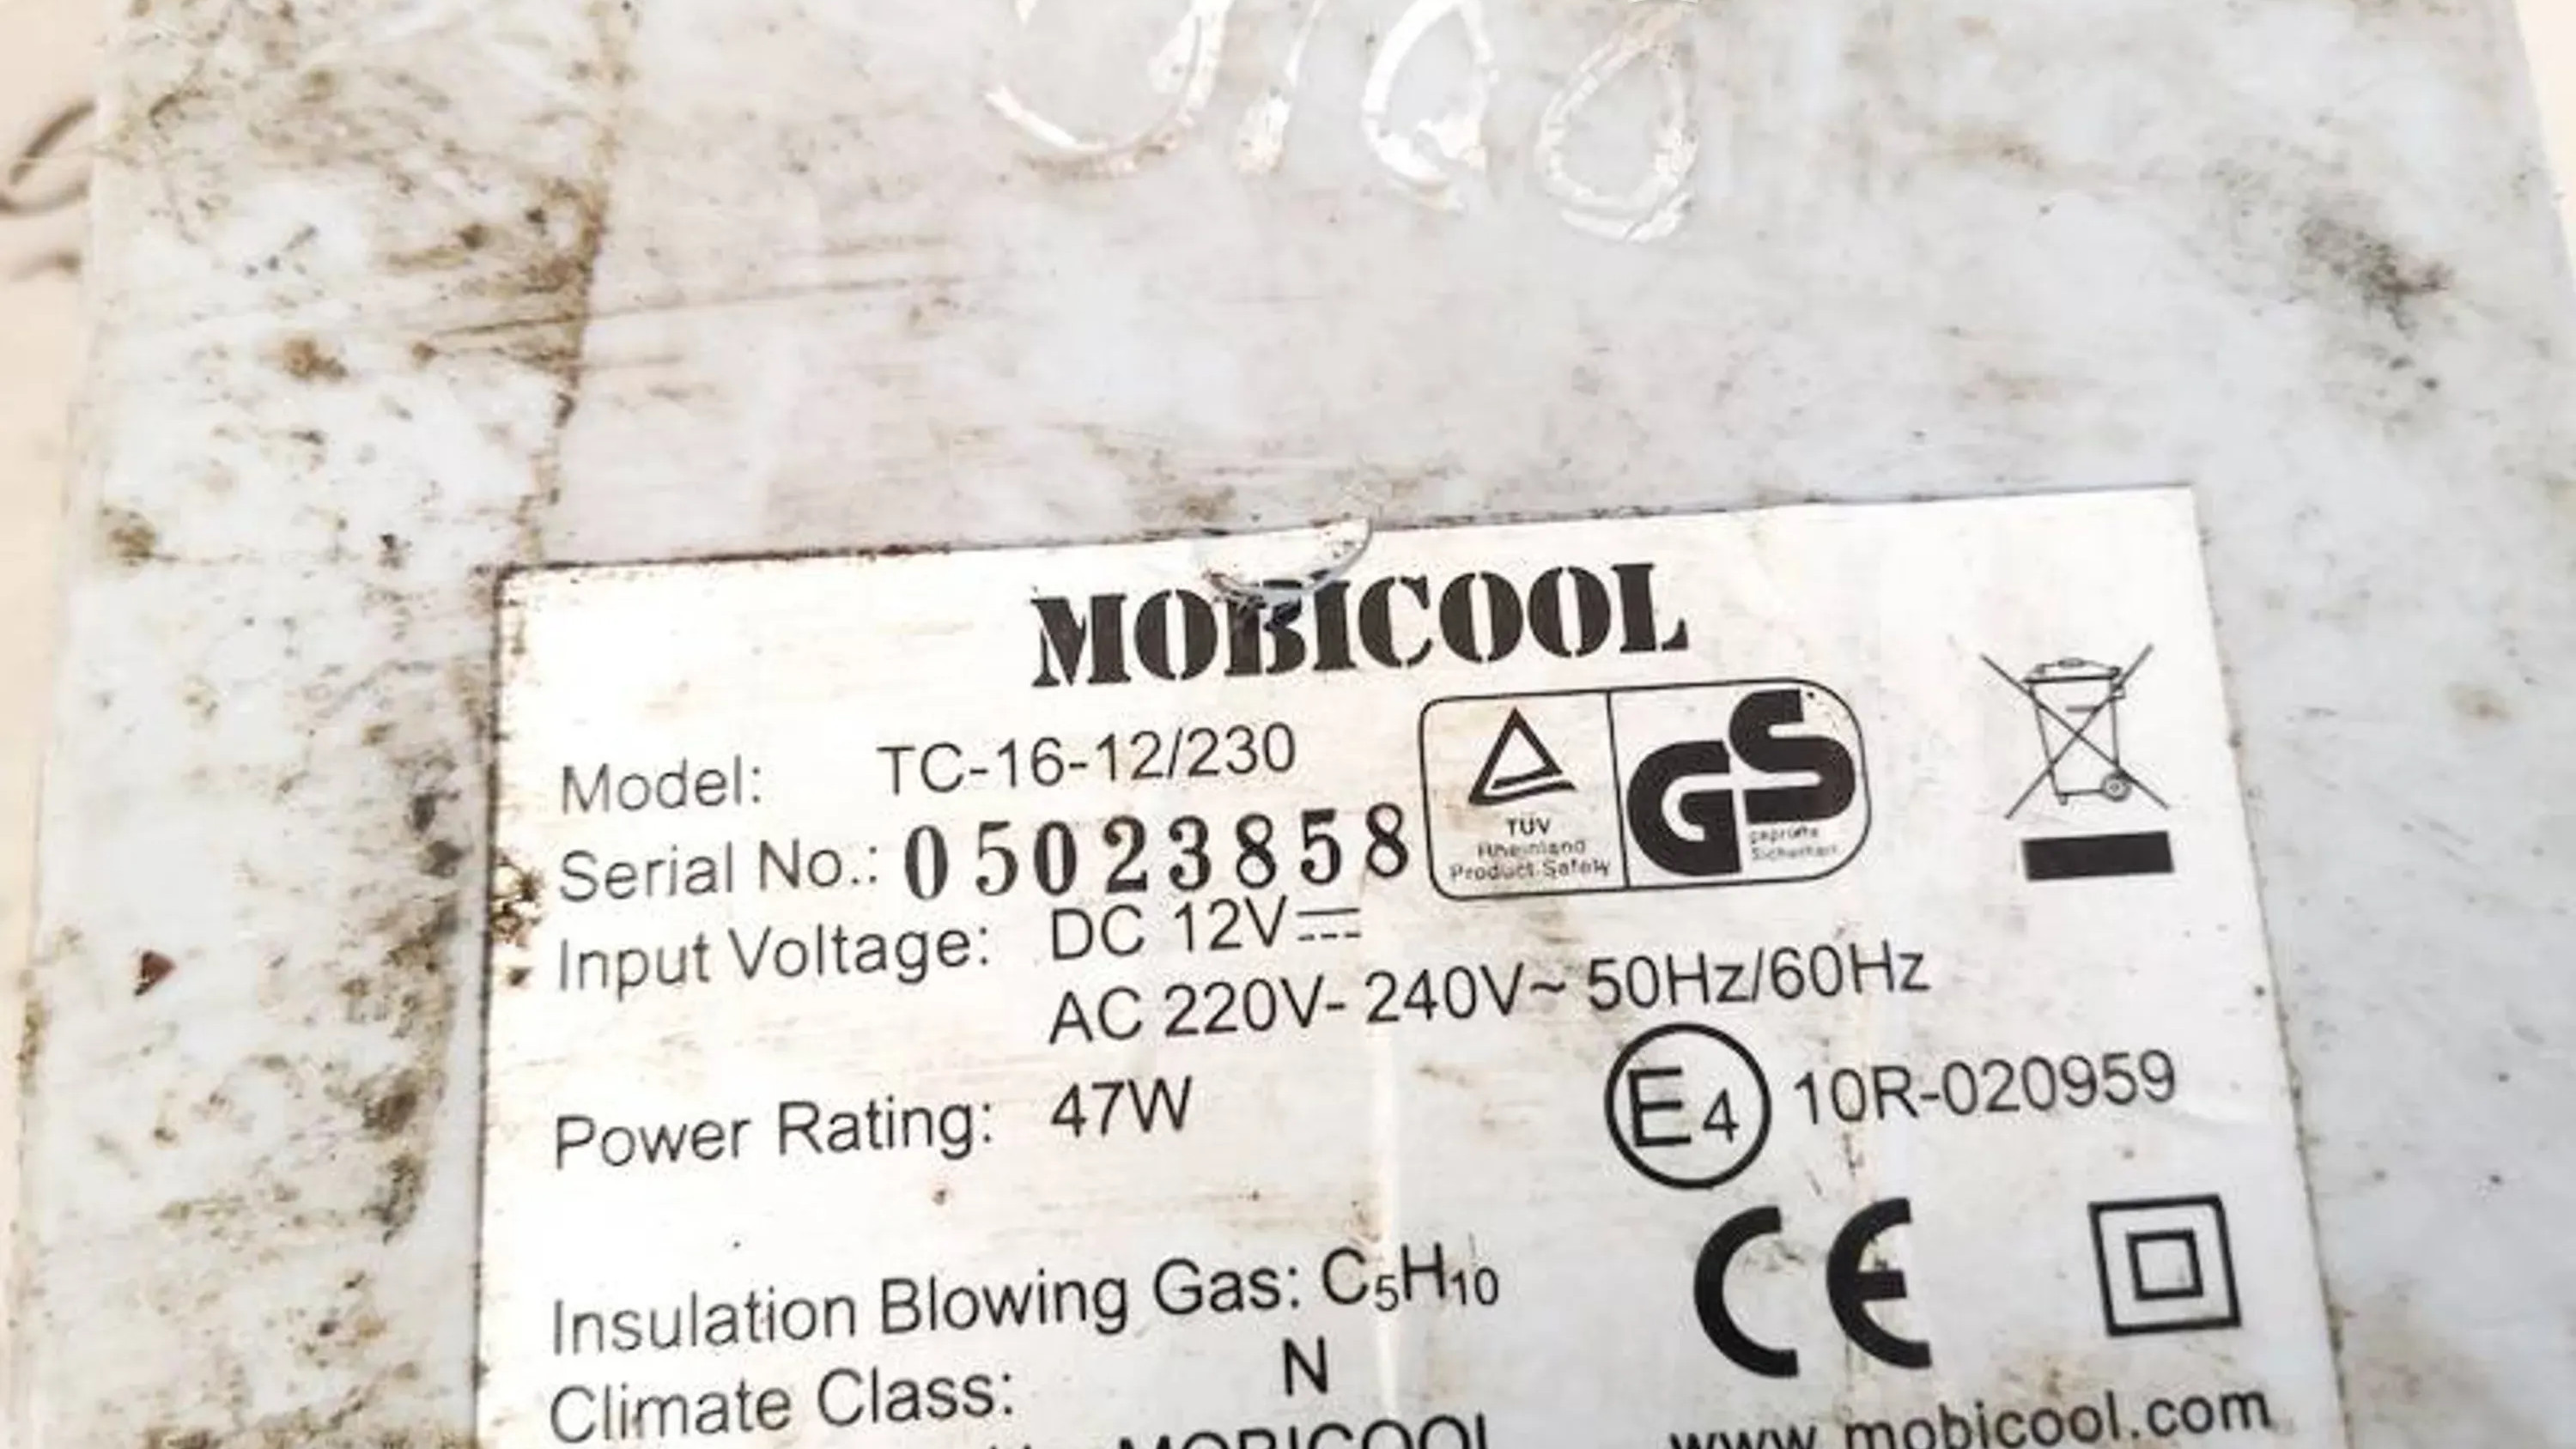 MOBICOOL
Model: TC-16-12/230
Serial No.: 05023858
TÜV
Rheinland
Product Safety
GS
geprüfte
Sicherheit
Input Voltage: DC 12V⎓
AC 220V- 240V~ 50Hz/60Hz
Power Rating: 47W
E4 10R-020959
Insulation Blowing Gas: C₅H₁₀
CE
Climate Class: N
MOBICOOL
www.mobicool.com